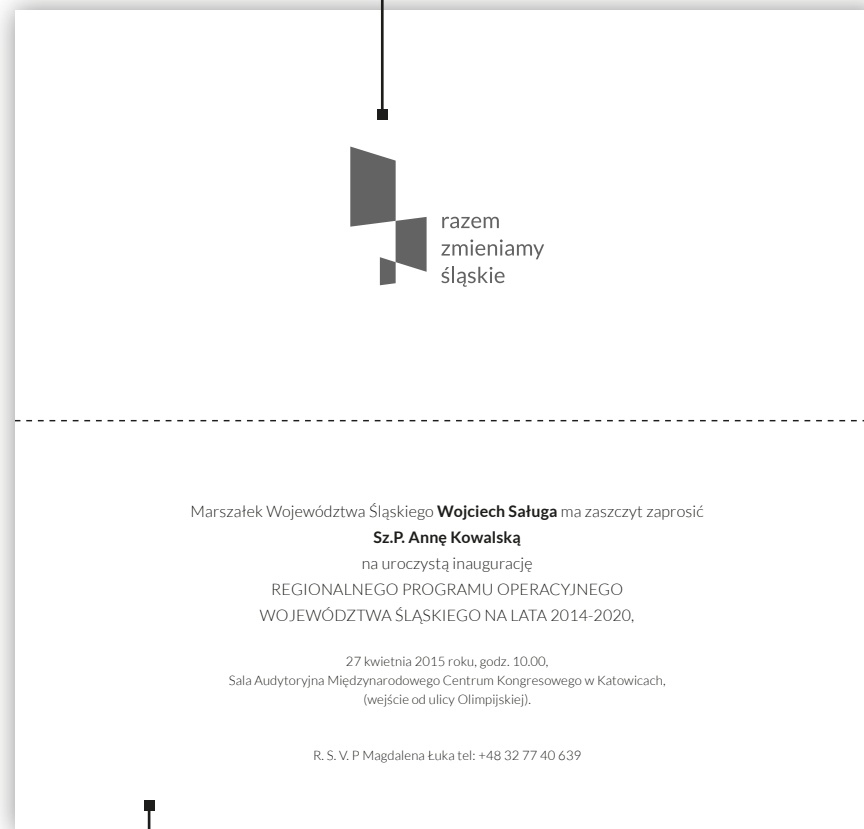 razem
zmieniamy
śląskie
Marszałek Województwa Śląskiego Wojciech Saługa ma zaszczyt zaprosić
Sz.P. Annę Kowalską
na uroczystą inaugurację
REGIONALNEGO PROGRAMU OPERACYJNEGO
WOJEWÓDZTWA ŚLĄSKIEGO NA LATA 2014-2020,
27 kwietnia 2015 roku, godz. 10.00,
Sala Audytoryjna Międzynarodowego Centrum Kongresowego w Katowicach,
(wejście od ulicy Olimpijskiej).
R. S. V. P Magdalena Łuka tel: +48 32 77 40 639